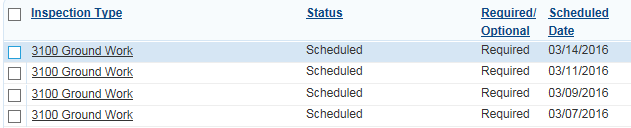 Inspection Type Status Required/ Scheduled
Optional Date
3100 Ground Work Scheduled Required 03/14/2016
3100 Ground Work Scheduled Required 03/11/2016
3100 Ground Work Scheduled Required 03/09/2016
3100 Ground Work Scheduled Required 03/07/2016